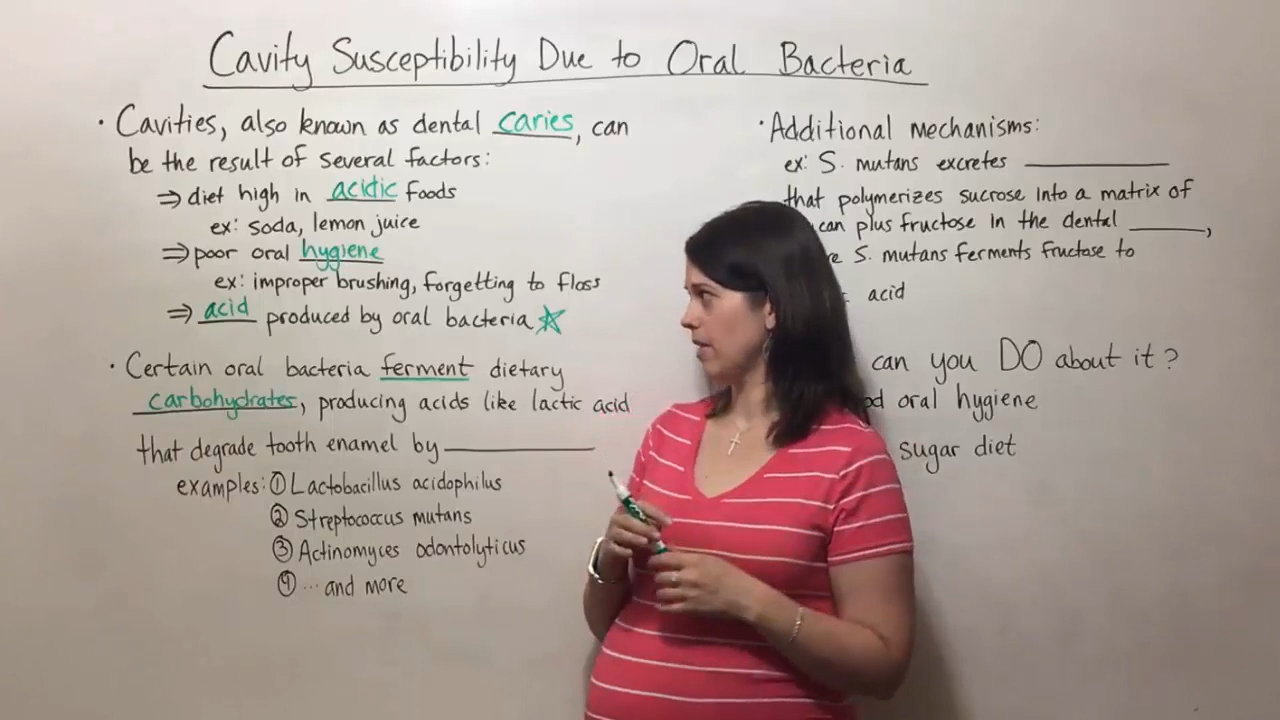 Cavity Susceptibility Due to Oral Bacteria
· Cavities, also known as dental caries, can
be the result of several factors:
⇒ diet high in acidic foods
ex: soda, lemon juice
⇒ poor oral hygiene
ex: improper brushing, forgetting to floss
⇒ acid produced by oral bacteria ☆
· Certain oral bacteria ferment dietary
carbohydrates, producing acids like lactic acid
that degrade tooth enamel by __________
examples: ① Lactobacillus acidophilus
② Streptococcus mutans
③ Actinomyces odontolyticus
④ ... and more
· Additional mechanisms:
ex: S. mutans excretes __________
that polymerizes sucrose into a matrix of
plus fructose in the dental ______,
S. mutans ferments fructose to
acid
can you DO about it?
oral hygiene
sugar diet